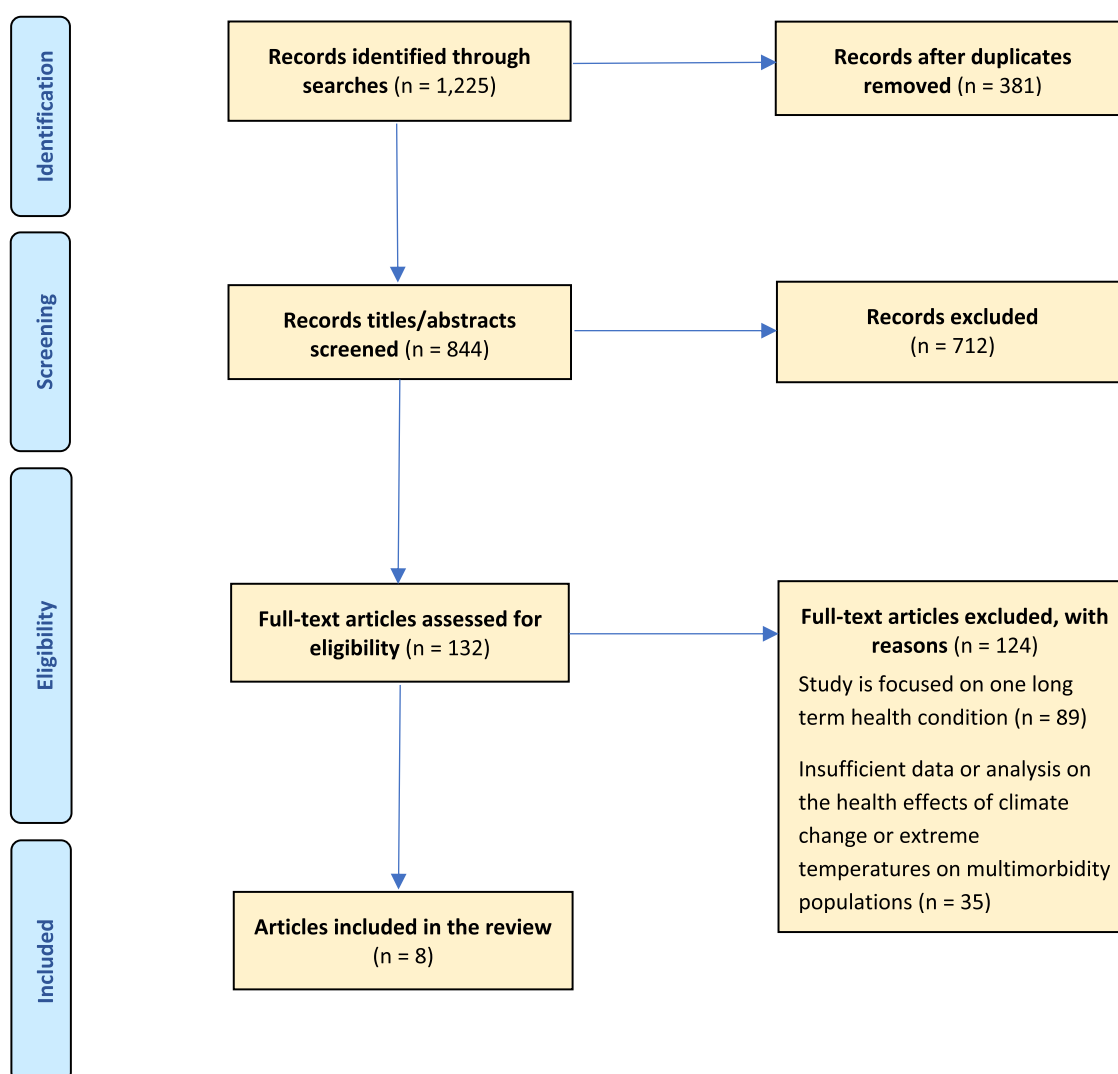 Identification
Records identified through
searches (n = 1,225)
Records after duplicates
removed (n = 381)
Screening
Records titles/abstracts
screened (n = 844)
Records excluded
(n = 712)
Eligibility
Full-text articles assessed for
eligibility (n = 132)
Full-text articles excluded, with
reasons (n = 124)
Study is focused on one long
term health condition (n = 89)
Insufficient data or analysis on
the health effects of climate
change or extreme
temperatures on multimorbidity
populations (n = 35)
Included
Articles included in the review
(n = 8)